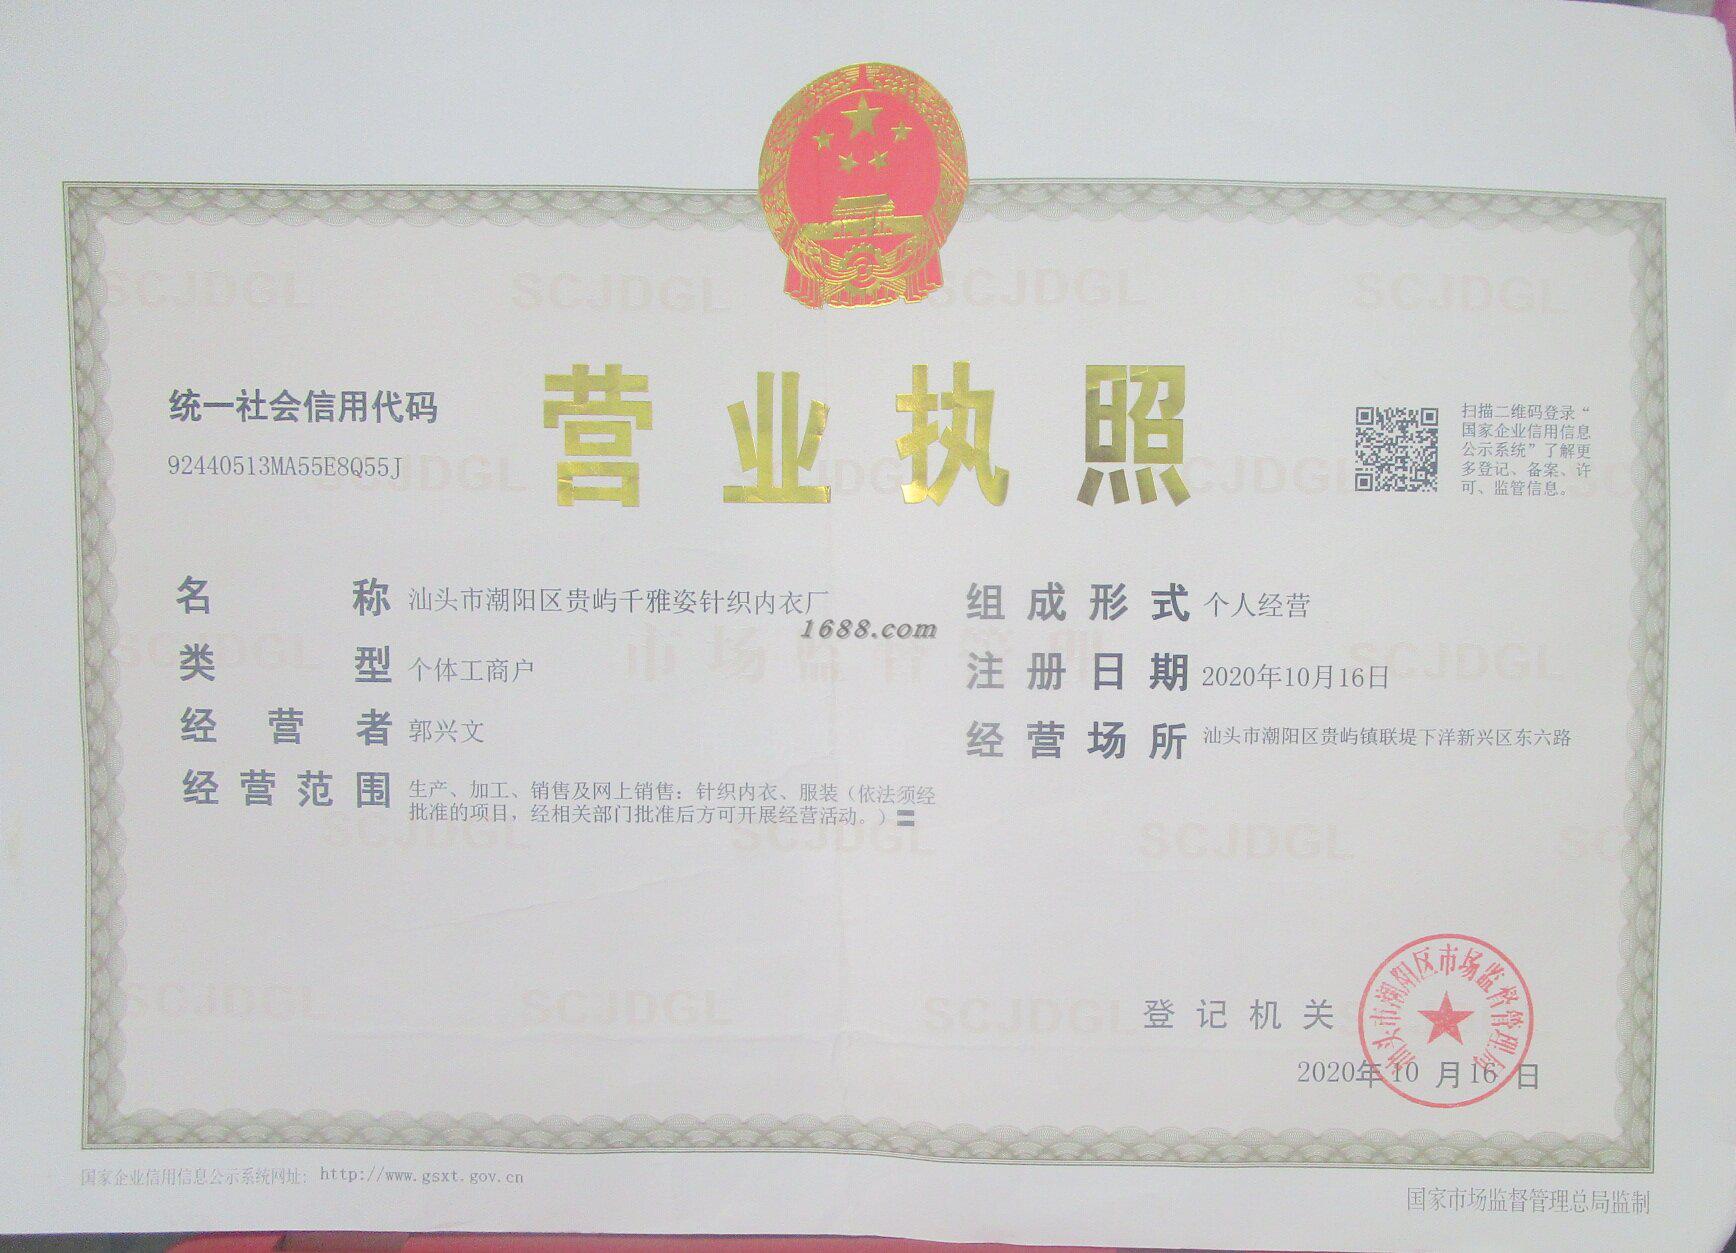 营业执照
统一社会信用代码
92440513MA55E8Q55J
扫描二维码登录“
国家企业信用信息
公示系统”了解更
多登记、备案、许
可、监管信息。
名称 汕头市潮阳区贵屿千雅姿针织内衣厂
类型 个体工商户
经营者 郭兴文
经营范围 生产、加工、销售及网上销售：针织内衣、服装（依法须经
批准的项目，经相关部门批准后方可开展经营活动。）〓
组成形式 个人经营
注册日期 2020年10月16日
经营场所 汕头市潮阳区贵屿镇联堤下洋新兴区东六路
1688.com
市场监督管理
SCJDGL SCJDGL SCJDGL SCJDGL
登记机关
汕头市潮阳区市场监督管理局
2020年10月16日
国家企业信用信息公示系统网址：http://www.gsxt.gov.cn
国家市场监督管理总局监制